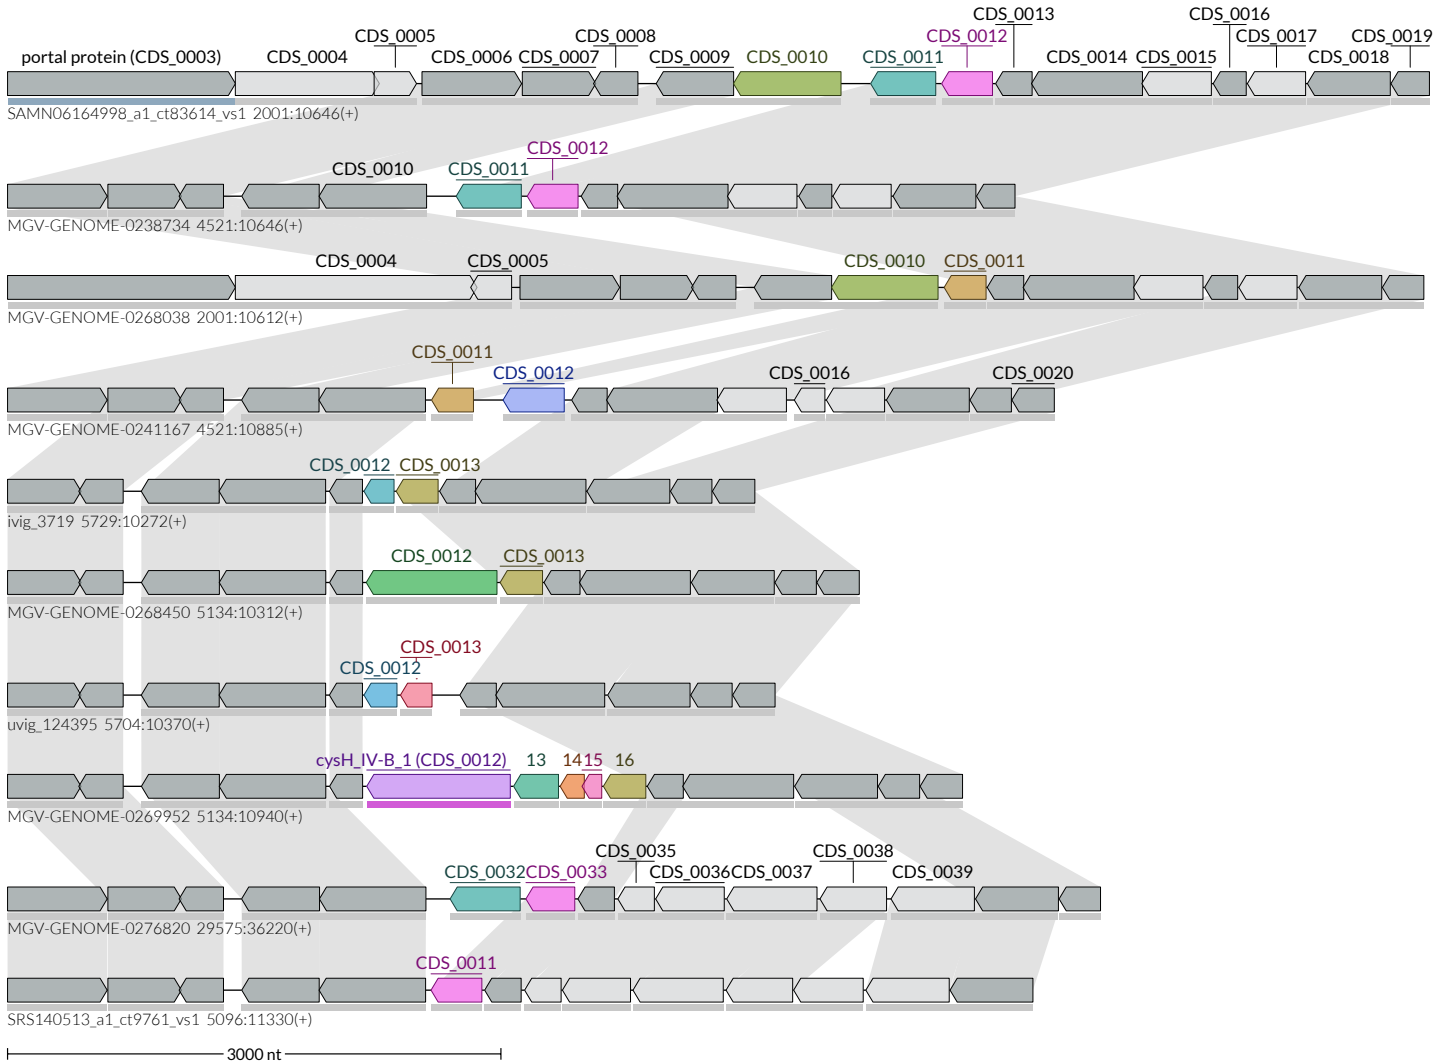 CDS_0013 CDS_0016
CDS_0005 CDS_0008 CDS_0012 CDS_0017 CDS_0019
portal protein (CDS_0003) CDS_0004 CDS_0006 CDS_0007 CDS_0009 CDS_0010 CDS_0011 CDS_0014 CDS_0015 CDS_0018
SAMN06164998_a1_ct83614_vs1 2001:10646(+)
CDS_0012
CDS_0010 CDS_0011
MGV-GENOME-0238734 4521:10646(+)
CDS_0004 CDS_0005 CDS_0010 CDS_0011
MGV-GENOME-0268038 2001:10612(+)
CDS_0011
CDS_0012 CDS_0016 CDS_0020
MGV-GENOME-0241167 4521:10885(+)
CDS_0012 CDS_0013
ivig_3719 5729:10272(+)
CDS_0012 CDS_0013
MGV-GENOME-0268450 5134:10312(+)
CDS_0013
CDS_0012
uvig_124395 5704:10370(+)
cysH_IV-B_1 (CDS_0012) 13 14 15 16
MGV-GENOME-0269952 5134:10940(+)
CDS_0035 CDS_0038
CDS_0032 CDS_0033 CDS_0036 CDS_0037 CDS_0039
MGV-GENOME-0276820 29575:36220(+)
CDS_0011
SRS140513_a1_ct9761_vs1 5096:11330(+)
3000 nt